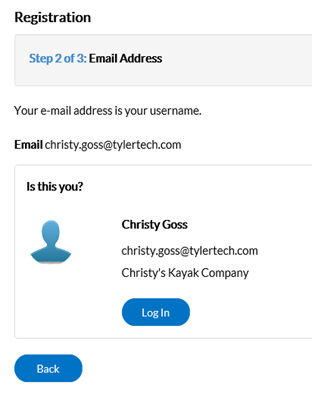 Registration
Step 2 of 3: Email Address
Your e-mail address is your username.
Email christy.goss@tylertech.com
Is this you?
Christy Goss
christy.goss@tylertech.com
Christy's Kayak Company
Log In
Back